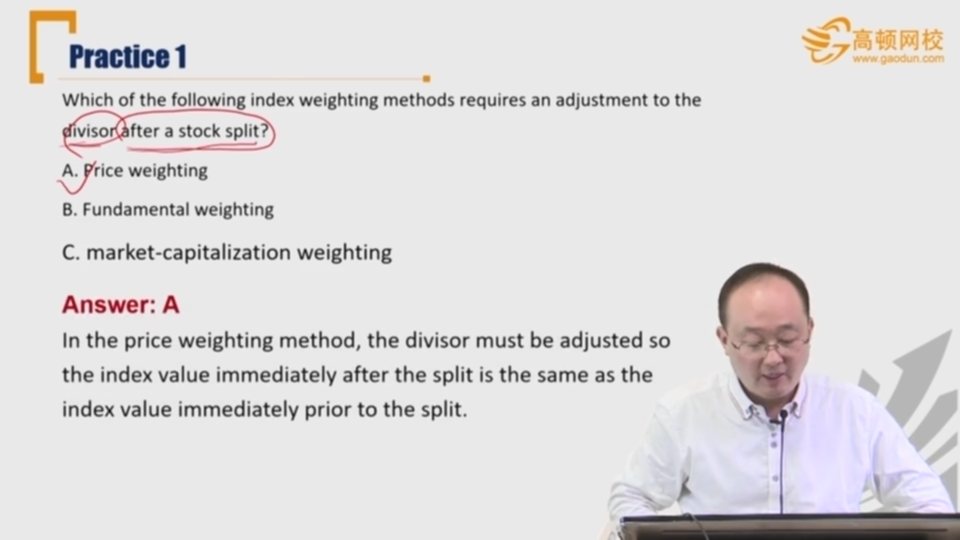 Practice 1
高顿网校
www.gaodun.com
Which of the following index weighting methods requires an adjustment to the
divisor after a stock split?
A. Price weighting
B. Fundamental weighting
C. market-capitalization weighting
Answer: A
In the price weighting method, the divisor must be adjusted so
the index value immediately after the split is the same as the
index value immediately prior to the split.